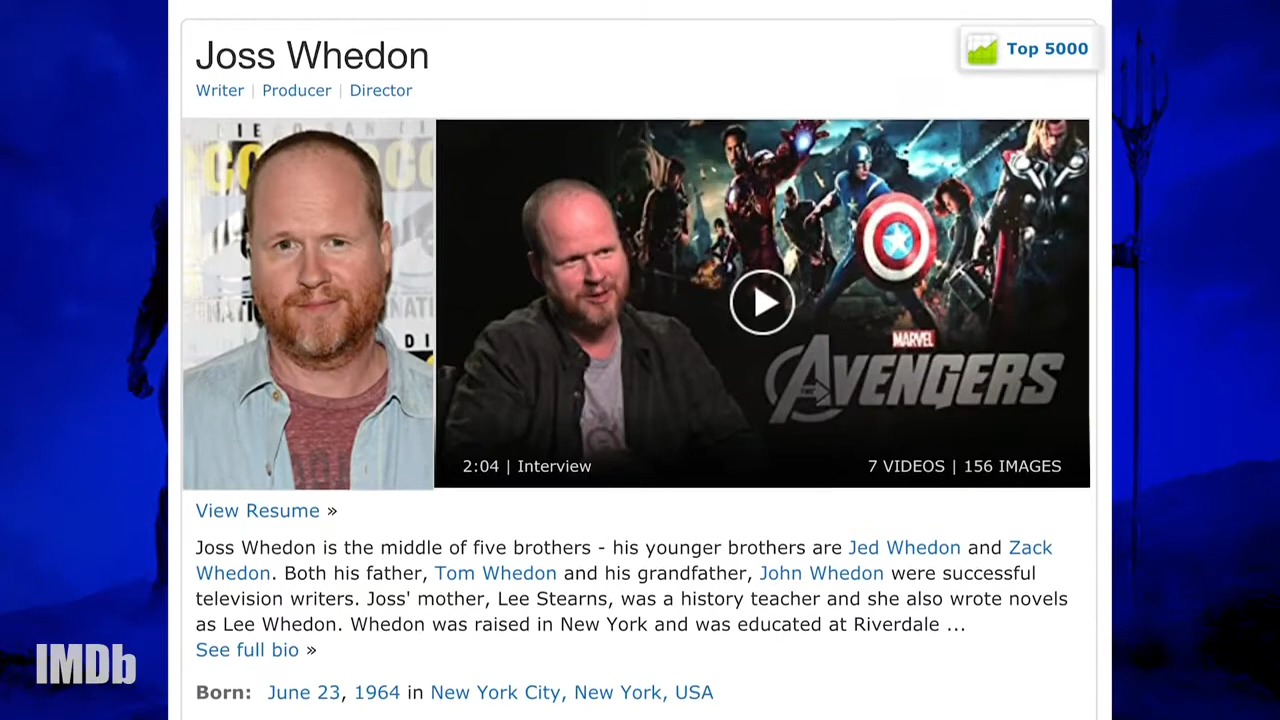 Joss Whedon
Top 5000
Writer | Producer | Director
MARVEL
THE
AVENGERS
2:04 | Interview
7 VIDEOS | 156 IMAGES
View Resume »
Joss Whedon is the middle of five brothers - his younger brothers are Jed Whedon and Zack
Whedon. Both his father, Tom Whedon and his grandfather, John Whedon were successful
television writers. Joss' mother, Lee Stearns, was a history teacher and she also wrote novels
as Lee Whedon. Whedon was raised in New York and was educated at Riverdale ...
See full bio »
IMDb
Born: June 23, 1964 in New York City, New York, USA